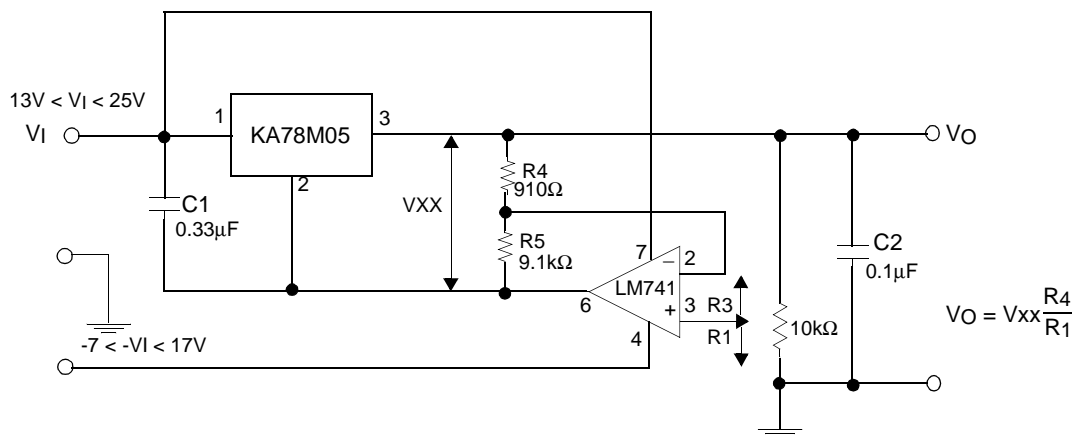 13V < VI < 25V
VI
1
KA78M05
3
2
VO
C1
0.33μF
VXX
R4
910Ω
R5
9.1kΩ
7
–
2
LM741
6
+
3
4
R3
R1
10kΩ
C2
0.1μF
VO = Vxx R4/R1
-7 < -VI < 17V